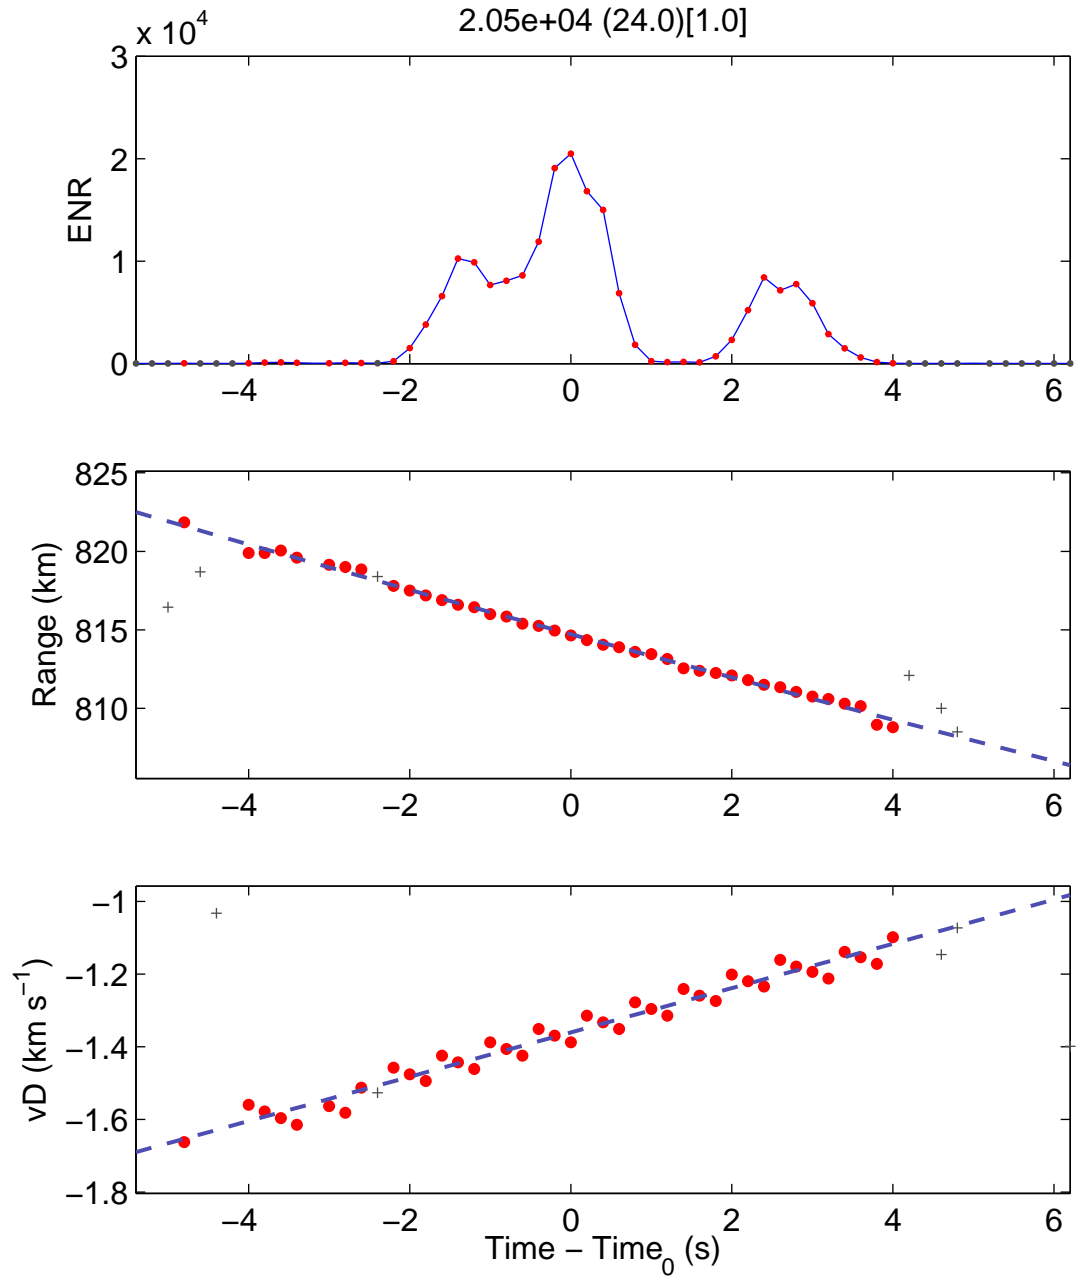 2.05e+04 (24.0)[1.0]
x 10^4
3
2
1
0
ENR
−4 −2 0 2 4 6
825
820
815
810
Range (km)
−4 −2 0 2 4 6
−1
−1.2
−1.4
−1.6
−1.8
vD (km s^−1)
−4 −2 0 2 4 6
Time − Time_0 (s)